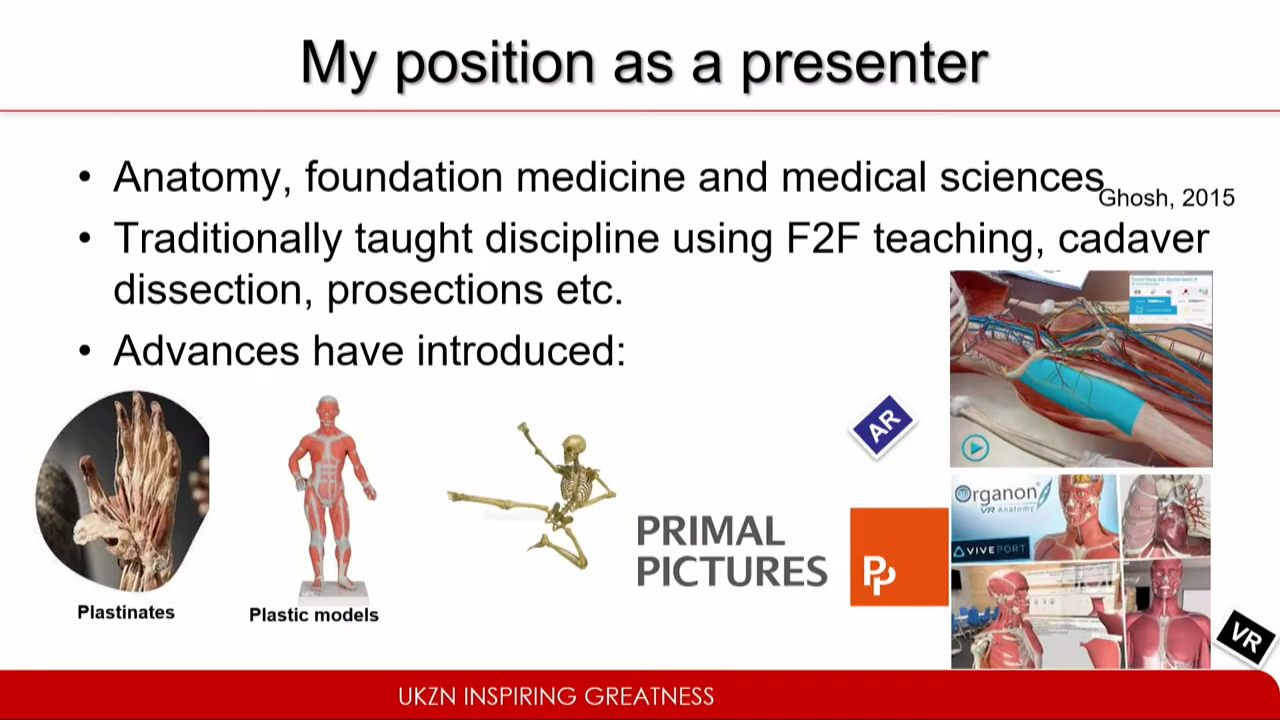 My position as a presenter
• Anatomy, foundation medicine and medical sciences
Ghosh, 2015
• Traditionally taught discipline using F2F teaching, cadaver
dissection, prosections etc.
• Advances have introduced:
AR
Organon
VR Anatomy
VIVEPORT
PRIMAL
PICTURES
Pp
Plastinates
Plastic models
VR
UKZN INSPIRING GREATNESS